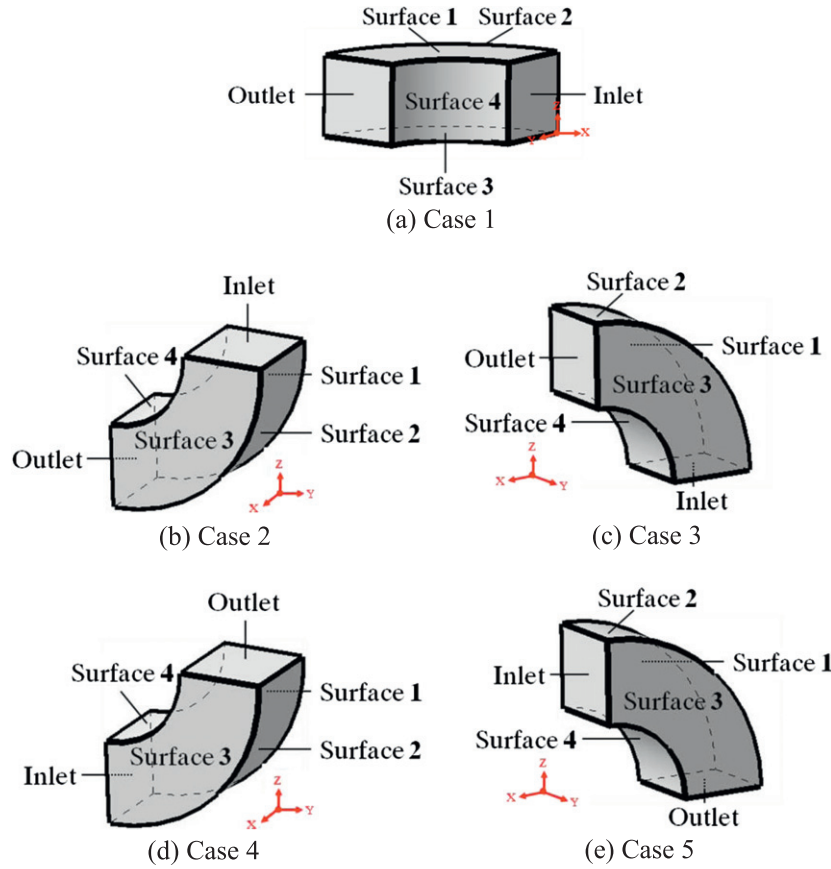 Surface 1 Surface 2
Outlet Surface 4 Inlet
Z
Y X
Surface 3
(a) Case 1
Inlet
Surface 4
Surface 1
Surface 3 Surface 2
Outlet
Z
X Y
(b) Case 2
Surface 2
Outlet Surface 1
Surface 3
Surface 4
Z
X Y
Inlet
(c) Case 3
Outlet
Surface 4
Surface 1
Surface 3 Surface 2
Inlet
Z
X Y
(d) Case 4
Surface 2
Inlet Surface 1
Surface 3
Surface 4
Z
X Y
Outlet
(e) Case 5